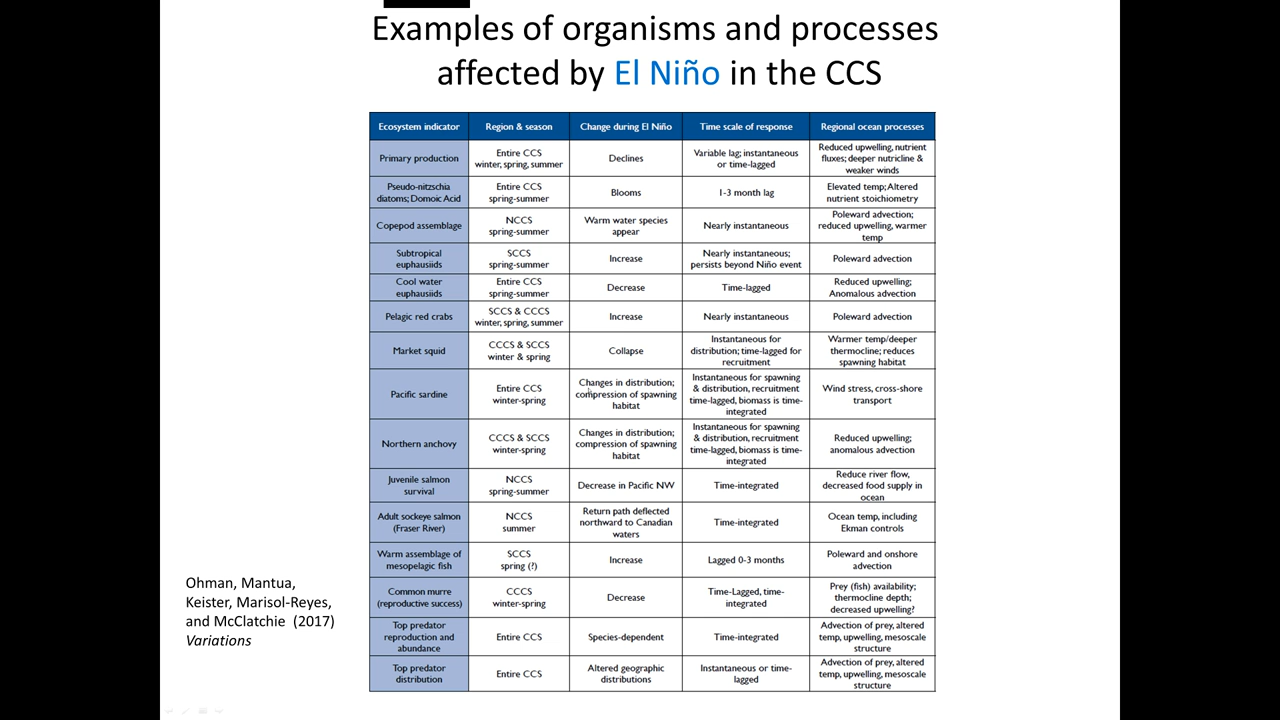 Examples of organisms and processes
affected by El Niño in the CCS
Ecosystem indicator Region & season Change during El Niño Time scale of response Regional ocean processes
Primary production
Entire CCS
winter, spring, summer
Declines
Variable lag; instantaneous
or time-lagged
Reduced upwelling, nutrient
fluxes; deeper nutricline &
weaker winds
Pseudo-nitzschia
diatoms; Domoic Acid
Entire CCS
spring-summer
Blooms
1-3 month lag
Elevated temp; Altered
nutrient stoichiometry
Copepod assemblage
NCCS
spring-summer
Warm water species
appear
Nearly instantaneous
Poleward advection;
reduced upwelling, warmer
temp
Subtropical
euphausiids
SCCS
spring-summer
Increase
Nearly instantaneous;
persists beyond Niño event
Poleward advection
Cool water
euphausiids
Entire CCS
spring-summer
Decrease
Time-lagged
Reduced upwelling;
Anomalous advection
Pelagic red crabs
SCCS & CCCS
winter, spring, summer
Increase
Nearly instantaneous
Poleward advection
Market squid
CCCS & SCCS
winter & spring
Collapse
Instantaneous for
distribution; time-lagged for
recruitment
Warmer temp/deeper
thermocline; reduces
spawning habitat
Pacific sardine
Entire CCS
winter-spring
Changes in distribution;
compression of spawning
habitat
Instantaneous for spawning
& distribution, recruitment
time-lagged, biomass is time-
integrated
Wind stress, cross-shore
transport
Northern anchovy
CCCS & SCCS
winter-spring
Changes in distribution;
compression of spawning
habitat
Instantaneous for spawning
& distribution, recruitment
time-lagged, biomass is time-
integrated
Reduced upwelling;
anomalous advection
Juvenile salmon
survival
NCCS
spring-summer
Decrease in Pacific NW
Time-integrated
Reduce river flow,
decreased food supply in
ocean
Adult sockeye salmon
(Fraser River)
NCCS
summer
Return path deflected
northward to Canadian
waters
Time-integrated
Ocean temp, including
Ekman controls
Warm assemblage of
mesopelagic fish
SCCS
spring (?)
Increase
Lagged 0-3 months
Poleward and onshore
advection
Common murre
(reproductive success)
CCCS
winter-spring
Decrease
Time-Lagged, time-
integrated
Prey (fish) availability;
thermocline depth;
decreased upwelling?
Top predator
reproduction and
abundance
Entire CCS
Species-dependent
Time-integrated
Advection of prey, altered
temp, upwelling, mesoscale
structure
Top predator
distribution
Entire CCS
Altered geographic
distributions
Instantaneous or time-
lagged
Advection of prey, altered
temp, upwelling, mesoscale
structure
Ohman, Mantua,
Keister, Marisol-Reyes,
and McClatchie (2017)
Variations